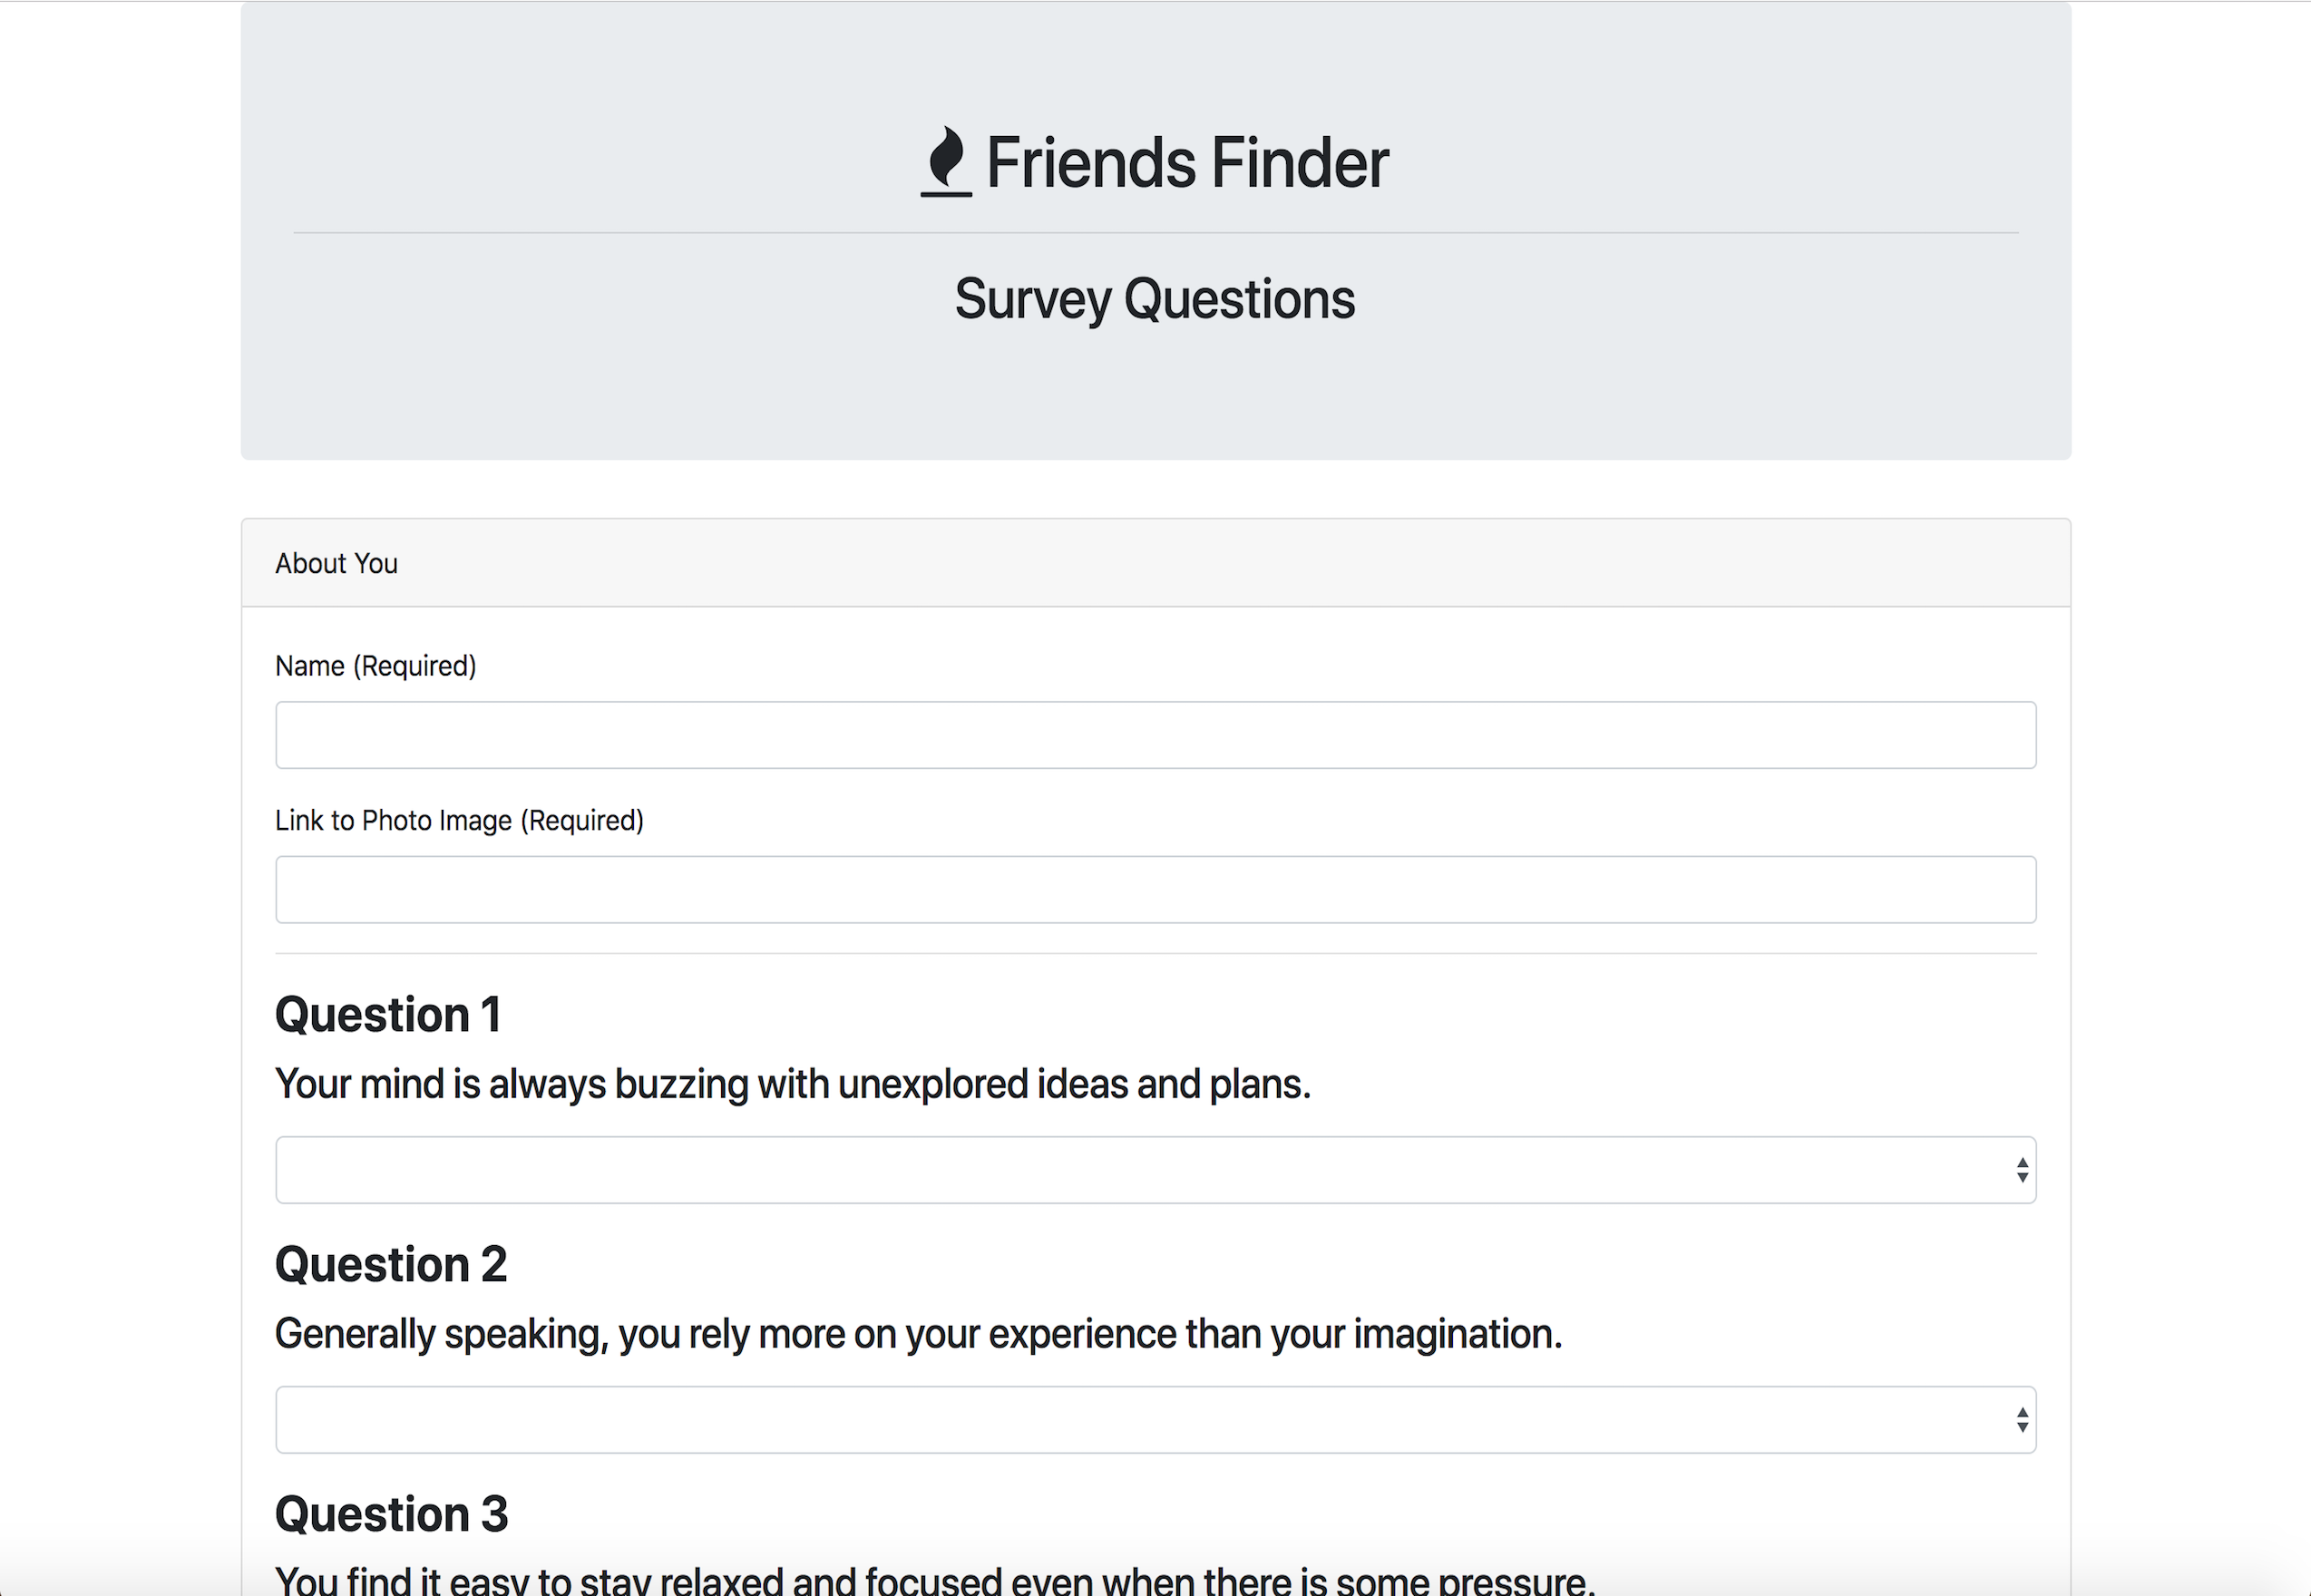 Friends Finder
Survey Questions
About You
Name (Required)
Link to Photo Image (Required)
Question 1
Your mind is always buzzing with unexplored ideas and plans.
Question 2
Generally speaking, you rely more on your experience than your imagination.
Question 3
You find it easy to stay relaxed and focused even when there is some pressure.